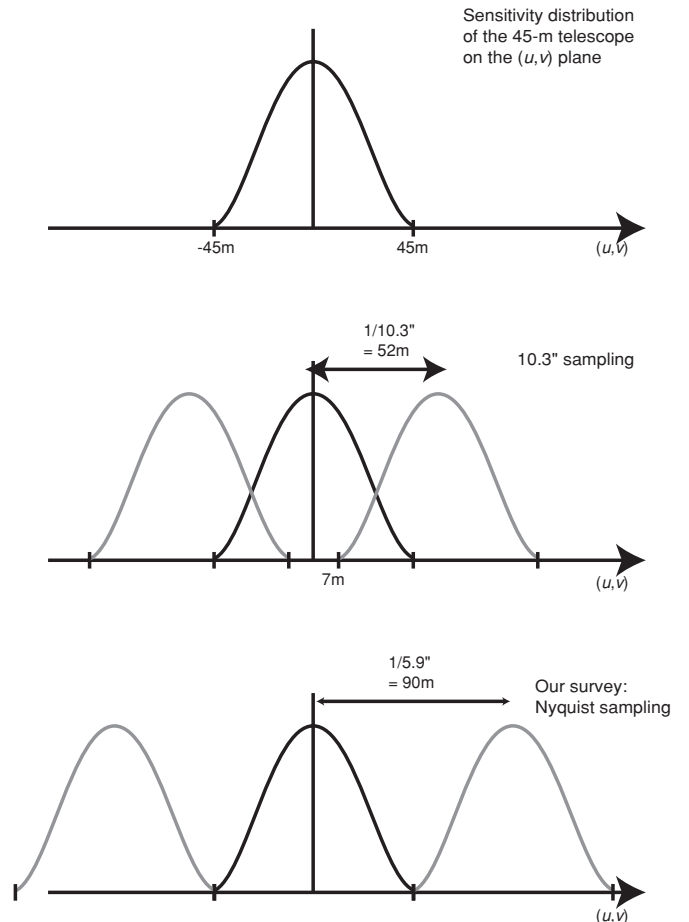 Sensitivity distribution
of the 45-m telescope
on the (u,v) plane
-45m
45m
(u,v)
1/10.3"
= 52m
10.3" sampling
7m
(u,v)
1/5.9"
= 90m
Our survey:
Nyquist sampling
(u,v)